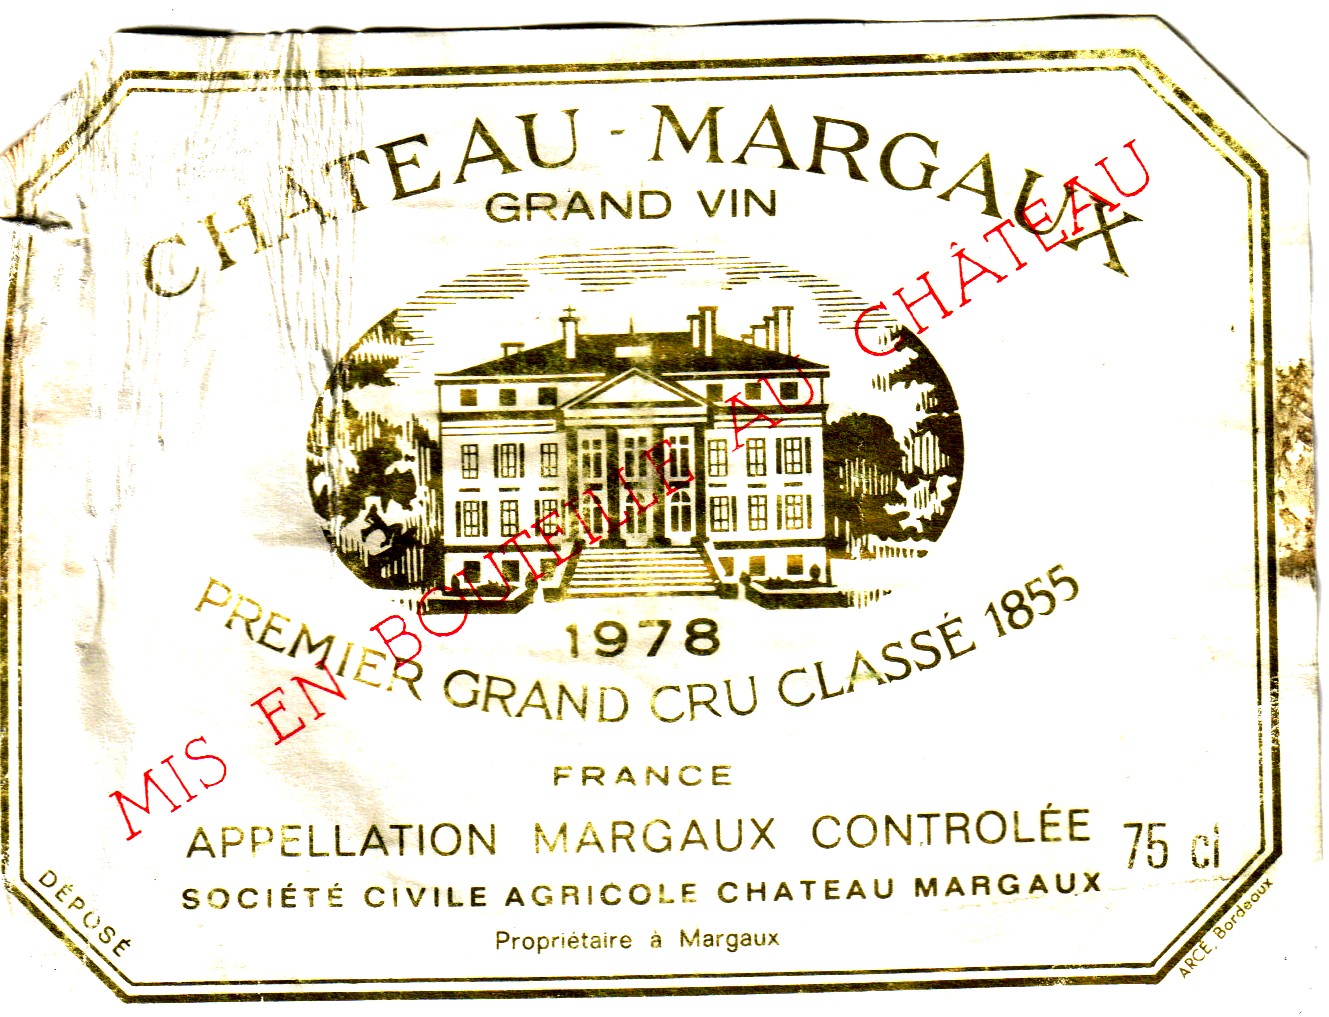 CHATEAU - MARGAUX
GRAND VIN
MIS EN BOUTEILLE AU CHÂTEAU
1978
PREMIER GRAND CRU CLASSÉ 1855
FRANCE
APPELLATION MARGAUX CONTROLÉE
75 cl
SOCIÉTÉ CIVILE AGRICOLE CHATEAU MARGAUX
Propriétaire à Margaux
DÉPOSÉ
ARCÉ, Bordeaux